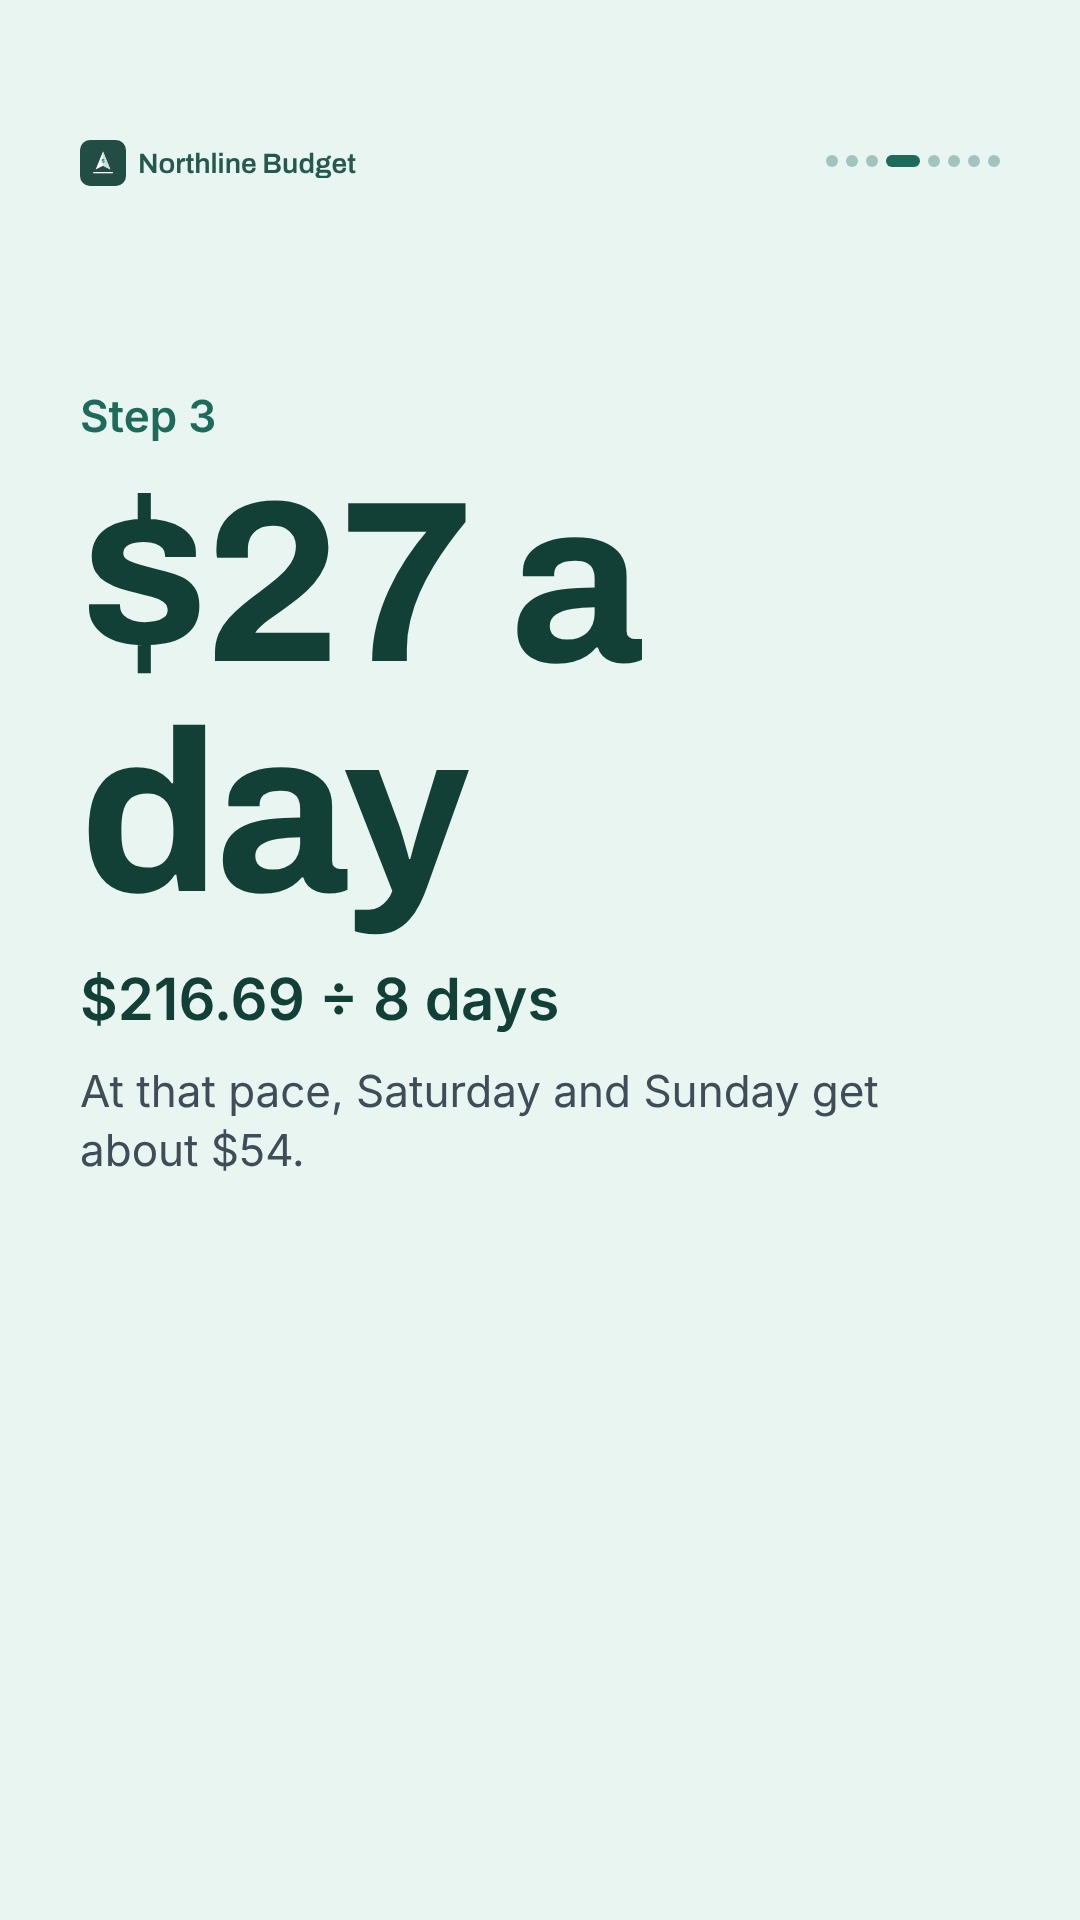 Northline Budget
Step 3
$27 a
day
$216.69 ÷ 8 days
At that pace, Saturday and Sunday get
about $54.